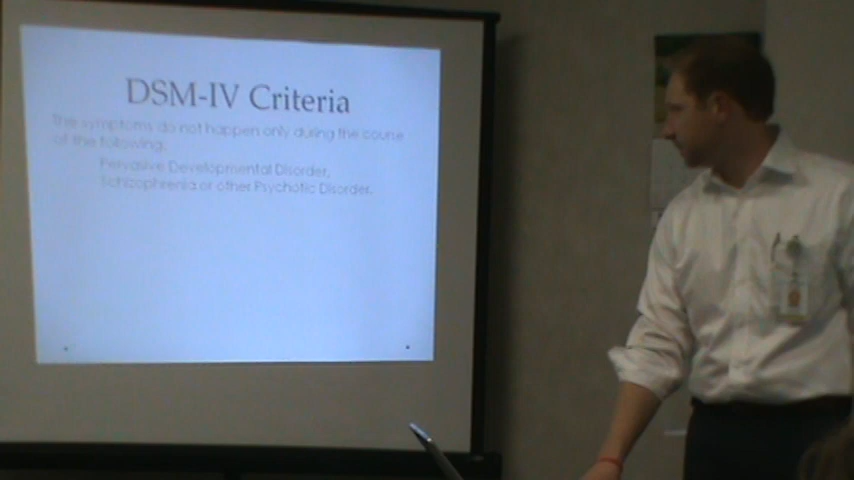 DSM-IV Criteria
The symptoms do not happen only during the course
of the following:
Pervasive Developmental Disorder,
Schizophrenia or other Psychotic Disorder.